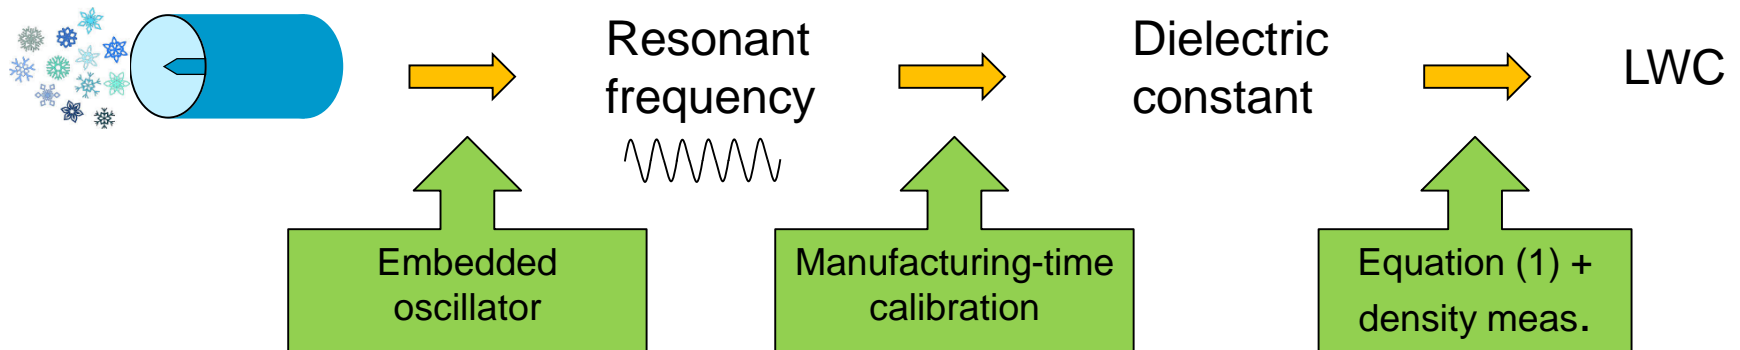 Resonant
frequency
Dielectric
constant
LWC
Embedded
oscillator
Manufacturing-time
calibration
Equation (1) +
density meas.